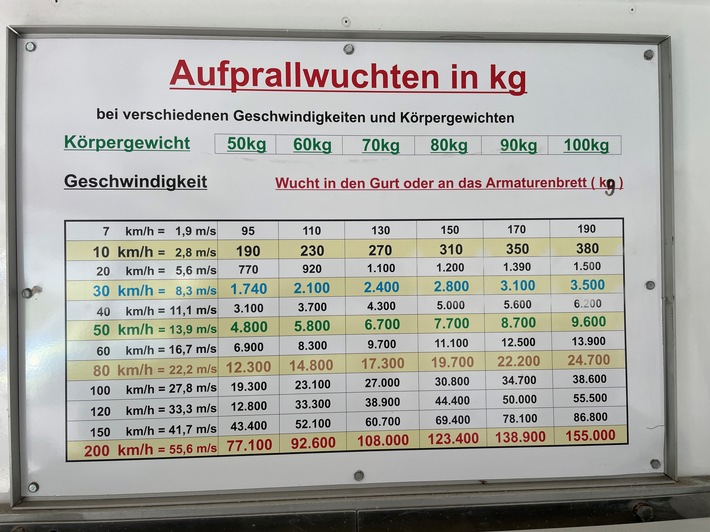 Aufprallwuchten in kg
bei verschiedenen Geschwindigkeiten und Körpergewichten
Körpergewicht 50kg 60kg 70kg 80kg 90kg 100kg
Geschwindigkeit Wucht in den Gurt oder an das Armaturenbrett ( kg )
7 km/h = 1,9 m/s 95 110 130 150 170 190
10 km/h = 2,8 m/s 190 230 270 310 350 380
20 km/h = 5,6 m/s 770 920 1.100 1.200 1.390 1.500
30 km/h = 8,3 m/s 1.740 2.100 2.400 2.800 3.100 3.500
40 km/h = 11,1 m/s 3.100 3.700 4.300 5.000 5.600 6.200
50 km/h = 13,9 m/s 4.800 5.800 6.700 7.700 8.700 9.600
60 km/h = 16,7 m/s 6.900 8.300 9.700 11.100 12.500 13.900
80 km/h = 22,2 m/s 12.300 14.800 17.300 19.700 22.200 24.700
100 km/h = 27,8 m/s 19.300 23.100 27.000 30.800 34.700 38.600
120 km/h = 33,3 m/s 12.800 33.300 38.900 44.400 50.000 55.500
150 km/h = 41,7 m/s 43.400 52.100 60.700 69.400 78.100 86.800
200 km/h = 55,6 m/s 77.100 92.600 108.000 123.400 138.900 155.000